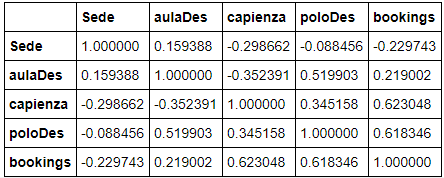 Sede aulaDes capienza poloDes bookings
Sede 1.000000 0.159388 -0.298662 -0.088456 -0.229743
aulaDes 0.159388 1.000000 -0.352391 0.519903 0.219002
capienza -0.298662 -0.352391 1.000000 0.345158 0.623048
poloDes -0.088456 0.519903 0.345158 1.000000 0.618346
bookings -0.229743 0.219002 0.623048 0.618346 1.000000